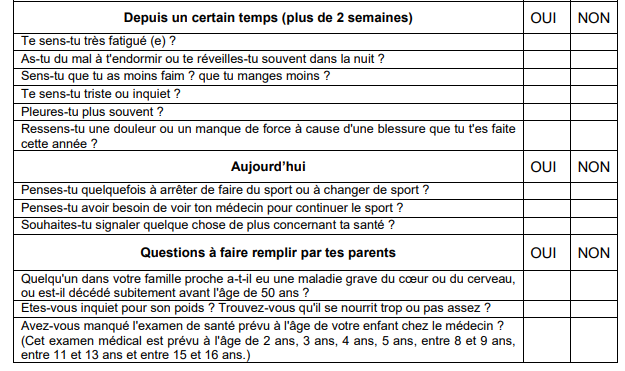 Depuis un certain temps (plus de 2 semaines) OUI NON
Te sens-tu très fatigué (e) ?
As-tu du mal à t'endormir ou te réveilles-tu souvent dans la nuit ?
Sens-tu que tu as moins faim ? que tu manges moins ?
Te sens-tu triste ou inquiet ?
Pleures-tu plus souvent ?
Ressens-tu une douleur ou un manque de force à cause d'une blessure que tu t'es faite
cette année ?
Aujourd'hui OUI NON
Penses-tu quelquefois à arrêter de faire du sport ou à changer de sport ?
Penses-tu avoir besoin de voir ton médecin pour continuer le sport ?
Souhaites-tu signaler quelque chose de plus concernant ta santé ?
Questions à faire remplir par tes parents OUI NON
Quelqu'un dans votre famille proche a-t-il eu une maladie grave du cœur ou du cerveau,
ou est-il décédé subitement avant l'âge de 50 ans ?
Etes-vous inquiet pour son poids ? Trouvez-vous qu'il se nourrit trop ou pas assez ?
Avez-vous manqué l'examen de santé prévu à l'âge de votre enfant chez le médecin ?
(Cet examen médical est prévu à l'âge de 2 ans, 3 ans, 4 ans, 5 ans, entre 8 et 9 ans,
entre 11 et 13 ans et entre 15 et 16 ans.)